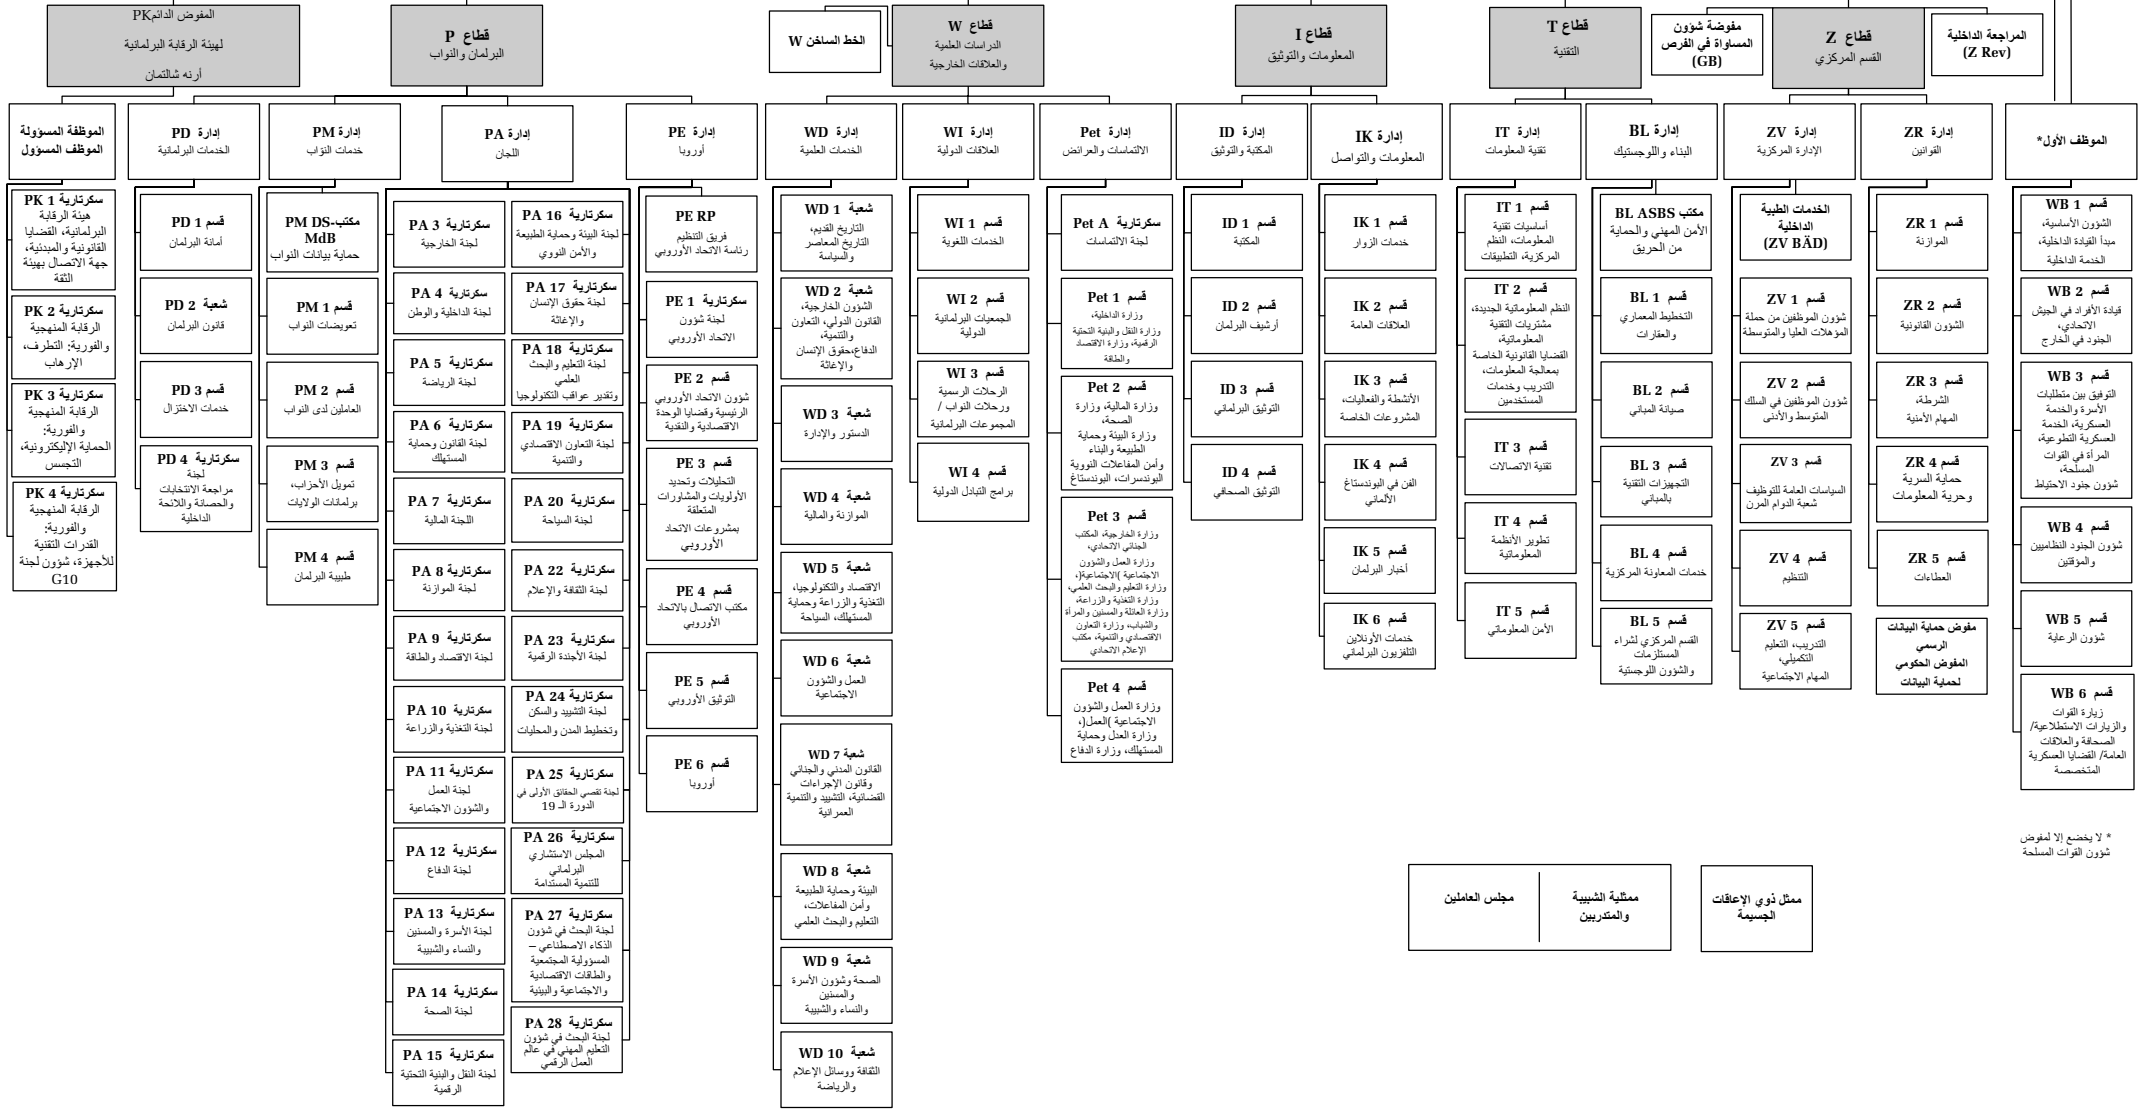 المفوض الدائمPK
لهيئة الرقابة البرلمانية
أرنه شالتمان
قطاع P
البرلمان والنواب
الخط الساخن W
قطاع W
الدراسات العلمية
والعلاقات الخارجية
قطاع I
المعلومات والتوثيق
قطاع T
التقنية
مفوضة شؤون
المساواة في الفرص
(GB)
قطاع Z
القسم المركزي
المراجعة الداخلية
(Z Rev)
الموظفة المسؤولة
الموظف المسؤول
سكرتارية PK 1
هيئة الرقابة
البرلمانية، القضايا
القانونية والمبدئية،
جهة الاتصال بهيئة
الثقة
سكرتارية PK 2
الرقابة المنهجية
والفورية: التطرف،
الإرهاب
سكرتارية PK 3
الرقابة المنهجية
والفورية:
الحماية الإليكترونية،
التجسس
سكرتارية PK 4
الرقابة المنهجية
والفورية:
القدرات التقنية
للأجهزة، شؤون لجنة
G10
إدارة PD
الخدمات البرلمانية
قسم PD 1
أمانة البرلمان
شعبة PD 2
قانون البرلمان
قسم PD 3
خدمات الاختزال
سكرتارية PD 4
لجنة
مراجعة الانتخابات
والحصانة واللائحة
الداخلية
إدارة PM
خدمات النوّاب
مكتب-PM DS
MdB
حماية بيانات النواب
قسم PM 1
تعويضات النواب
قسم PM 2
العاملين لدى النواب
قسم PM 3
تمويل الأحزاب،
برلمانات الولايات
قسم PM 4
طبيبة البرلمان
إدارة PA
اللجان
سكرتارية PA 3
لجنة الخارجية
سكرتارية PA 4
لجنة الداخلية والوطن
سكرتارية PA 5
لجنة الرياضة
سكرتارية PA 6
لجنة القانون وحماية
المستهلك
سكرتارية PA 7
اللجنة المالية
سكرتارية PA 8
لجنة الموازنة
سكرتارية PA 9
لجنة الاقتصاد والطاقة
سكرتارية PA 10
لجنة التغذية والزراعة
سكرتارية PA 11
لجنة العمل
والشؤون الاجتماعية
سكرتارية PA 12
لجنة الدفاع
سكرتارية PA 13
لجنة الأسرة والمسنين
والنساء والشبيبة
سكرتارية PA 14
لجنة الصحة
سكرتارية PA 15
لجنة النقل والبنية التحتية
الرقمية
سكرتارية PA 16
لجنة البيئة وحماية الطبيعة
والأمن النووي
سكرتارية PA 17
لجنة حقوق الإنسان
والإغاثة
سكرتارية PA 18
لجنة التعليم والبحث
العلمي
وتقدير عواقب التكنولوجيا
سكرتارية PA 19
لجنة التعاون الاقتصادي
والتنمية
سكرتارية PA 20
لجنة السياحة
سكرتارية PA 22
لجنة الثقافة والإعلام
سكرتارية PA 23
لجنة الأجندة الرقمية
سكرتارية PA 24
لجنة التشييد والسكن
وتخطيط المدن والمحليات
سكرتارية PA 25
لجنة تقصي الحقائق الأولى في
الدورة الـ 19
سكرتارية PA 26
المجلس الاستشاري
البرلماني
للتنمية المستدامة
سكرتارية PA 27
لجنة البحث في شؤون
الذكاء الاصطناعي –
المسؤولية المجتمعية
والطاقات الاقتصادية
والاجتماعية والبيئية
سكرتارية PA 28
لجنة البحث في شؤون
التعليم المهني في عالم
العمل الرقمي
إدارة PE
أوروبا
PE RP
فريق التنظيم
رئاسة الاتحاد الأوروبي
سكرتارية PE 1
لجنة شؤون
الاتحاد الأوروبي
قسم PE 2
شؤون الاتحاد الأوروبي
الرئيسية وقضايا الوحدة
الاقتصادية والنقدية
قسم PE 3
التحليلات وتحديد
الأولويات والمشاورات
المتعلقة
بمشروعات الاتحاد
الأوروبي
قسم PE 4
مكتب الاتصال بالاتحاد
الأوروبي
قسم PE 5
التوثيق الأوروبي
قسم PE 6
أوروبا
إدارة WD
الخدمات العلمية
شعبة WD 1
التاريخ القديم،
التاريخ المعاصر
والسياسة
شعبة WD 2
الشؤون الخارجية،
القانون الدولي، التعاون
والتنمية،
الدفاع،حقوق الإنسان
والإغاثة
شعبة WD 3
الدستور والإدارة
شعبة WD 4
الموازنة والمالية
شعبة WD 5
الاقتصاد والتكنولوجيا،
التغذية والزراعة وحماية
المستهلك، السياحة
شعبة WD 6
العمل والشؤون
الاجتماعية
شعبة WD 7
القانون المدني والجنائي
وقانون الإجراءات
القضائية، التشييد والتنمية
العمرانية
شعبة WD 8
البيئة وحماية الطبيعة
وأمن المفاعلات،
التعليم والبحث العلمي
شعبة WD 9
الصحة وشؤون الأسرة
والمسنين
والنساء والشبيبة
شعبة WD 10
الثقافة ووسائل الإعلام
والرياضة
إدارة WI
العلاقات الدولية
قسم WI 1
الخدمات اللغوية
قسم WI 2
الجمعيات البرلمانية
الدولية
قسم WI 3
الرحلات الرسمية
ورحلات النواب /
المجموعات البرلمانية
قسم WI 4
برامج التبادل الدولية
إدارة Pet
الالتماسات والعرائض
سكرتارية Pet A
لجنة الالتماسات
قسم Pet 1
وزارة الداخلية،
وزارة النقل والبنية التحتية
الرقمية، وزارة الاقتصاد
والطاقة
قسم Pet 2
وزارة المالية، وزارة
الصحة،
وزارة البيئة وحماية
الطبيعة والبناء
وأمن المفاعلات النووية
البوندسرات، البوندستاغ
قسم Pet 3
وزارة الخارجية، المكتب
الجنائي الاتحادي،
وزارة العمل والشؤون
الاجتماعية )الاجتماعية(،
وزارة التعليم والبحث العلمي،
وزارة التغذية والزراعة،
وزارة العائلة والمسنين والمرأة
والشباب، وزارة التعاون
الاقتصادي والتنمية، مكتب
الإعلام الاتحادي
قسم Pet 4
وزارة العمل والشؤون
الاجتماعية )العمل(،
وزارة العدل وحماية
المستهلك، وزارة الدفاع
إدارة ID
المكتبة والتوثيق
قسم ID 1
المكتبة
قسم ID 2
أرشيف البرلمان
قسم ID 3
التوثيق البرلماني
قسم ID 4
التوثيق الصحافي
إدارة IK
المعلومات والتواصل
قسم IK 1
خدمات الزوار
قسم IK 2
العلاقات العامة
قسم IK 3
الأنشطة والفعاليات،
المشروعات الخاصة
قسم IK 4
الفن في البوندستاغ
الألماني
قسم IK 5
أخبار البرلمان
قسم IK 6
خدمات الأونلاين
التلفزيون البرلماني
إدارة IT
تقنية المعلومات
قسم IT 1
أساسيات تقنية
المعلومات، النظم
المركزية، التطبيقات
قسم IT 2
النظم المعلوماتية الجديدة،
مشتريات التقنية
المعلوماتية،
القضايا القانونية الخاصة
بمعالجة المعلومات،
التدريب وخدمات
المستخدمين
قسم IT 3
تقنية الاتصالات
قسم IT 4
تطوير الأنظمة
المعلوماتية
قسم IT 5
الأمن المعلوماتي
إدارة BL
البناء واللوجستيك
مكتب BL ASBS
الأمن المهني والحماية
من الحريق
قسم BL 1
التخطيط المعماري
والعقارات
قسم BL 2
صيانة المباني
قسم BL 3
التجهيزات التقنية
بالمباني
قسم BL 4
خدمات المعاونة المركزية
قسم BL 5
القسم المركزي لشراء
المستلزمات
والشؤون اللوجستية
إدارة ZV
الإدارة المركزية
الخدمات الطبية
الداخلية
(ZV BÄD)
قسم ZV 1
شؤون الموظفين من حملة
المؤهلات العليا والمتوسطة
قسم ZV 2
شؤون الموظفين في السلك
المتوسط والأدنى
قسم ZV 3
السياسات العامة للتوظيف
شعبة الدوام المرن
قسم ZV 4
التنظيم
قسم ZV 5
التدريب، التعليم
التكميلي،
المهام الاجتماعية
إدارة ZR
القوانين
قسم ZR 1
الموازنة
قسم ZR 2
الشؤون القانونية
قسم ZR 3
الشرطة،
المهام الأمنية
قسم ZR 4
حماية السرية
وحرية المعلومات
قسم ZR 5
العطاءات
مفوض حماية البيانات
الرسمي
المفوض الحكومي
لحماية البيانات
الموظف الأول*
قسم WB 1
الشؤون الأساسية،
مبدأ القيادة الداخلية،
الخدمة الداخلية
قسم WB 2
قيادة الأفراد في الجيش
الاتحادي،
الجنود في الخارج
قسم WB 3
التوفيق بين متطلبات
الأسرة والخدمة
العسكرية، الخدمة
العسكرية التطوعية،
المرأة في القوات
المسلحة،
شؤون جنود الاحتياط
قسم WB 4
شؤون الجنود النظاميين
والمؤقتين
قسم WB 5
شؤون الرعاية
قسم WB 6
زيارة القوات
والزيارات الاستطلاعية/
الصحافة والعلاقات
العامة/ القضايا العسكرية
المتخصصة
* لا يخضع إلا لمفوض
شؤون القوات المسلحة
مجلس العاملين
ممثلية الشبيبة
والمتدربين
ممثل ذوي الإعاقات
الجسيمة